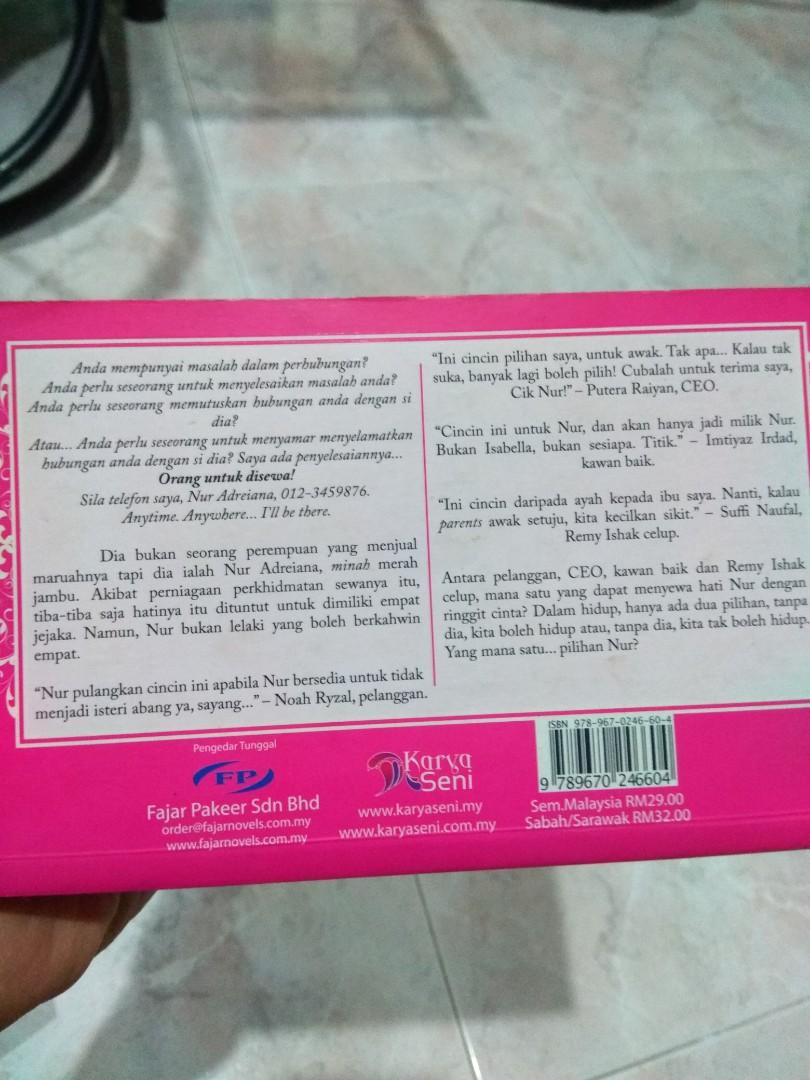 Anda mempunyai masalah dalam perhubungan?
Anda perlu seseorang untuk menyelesaikan masalah anda?
Anda perlu seseorang memutuskan hubungan anda dengan si
dia?
Atau... Anda perlu seseorang untuk menyamar menyelamatkan
hubungan anda dengan si dia? Saya ada penyelesaiannya...
Orang untuk disewa!
Sila telefon saya, Nur Adreiana, 012-3459876.
Anytime. Anywhere... I'll be there.
Dia bukan seorang perempuan yang menjual
maruahnya tapi dia ialah Nur Adreiana, minah merah
jambu. Akibat perniagaan perkhidmatan sewanya itu,
tiba-tiba saja hatinya itu dituntut untuk dimiliki empat
jejaka. Namun, Nur bukan lelaki yang boleh berkahwin
empat.
“Nur pulangkan cincin ini apabila Nur bersedia untuk tidak
menjadi isteri abang ya, sayang...” – Noah Ryzal, pelanggan.
“Ini cincin pilihan saya, untuk awak. Tak apa... Kalau tak
suka, banyak lagi boleh pilih! Cubalah untuk terima saya,
Cik Nur!” – Putera Raiyan, CEO.
“Cincin ini untuk Nur, dan akan hanya jadi milik Nur.
Bukan Isabella, bukan sesiapa. Titik.” – Imtiyaz Irdad,
kawan baik.
“Ini cincin daripada ayah kepada ibu saya. Nanti, kalau
parents awak setuju, kita kecilkan sikit.” – Suffi Naufal,
Remy Ishak celup.
Antara pelanggan, CEO, kawan baik dan Remy Ishak
celup, mana satu yang dapat menyewa hati Nur dengan
ringgit cinta? Dalam hidup, hanya ada dua pilihan, tanpa
dia, kita boleh hidup atau, tanpa dia, kita tak boleh hidup.
Yang mana satu... pilihan Nur?
Pengedar Tunggal
FP
Fajar Pakeer Sdn Bhd
order@fajarnovels.com.my
www.fajarnovels.com.my
Karya
Seni
www.karyaseni.my
www.karyaseni.com.my
ISBN 978-967-0246-60-4
9 789670 246604
Sem.Malaysia RM29.00
Sabah/Sarawak RM32.00